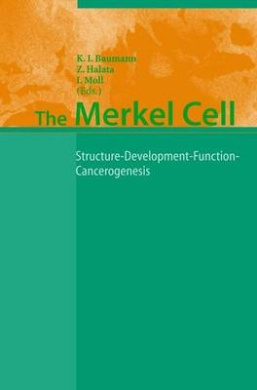 K. I. Baumann
Z. Halata
I. Moll
(Eds.)
The Merkel Cell
Structure-Development-Function-
Cancerogenesis